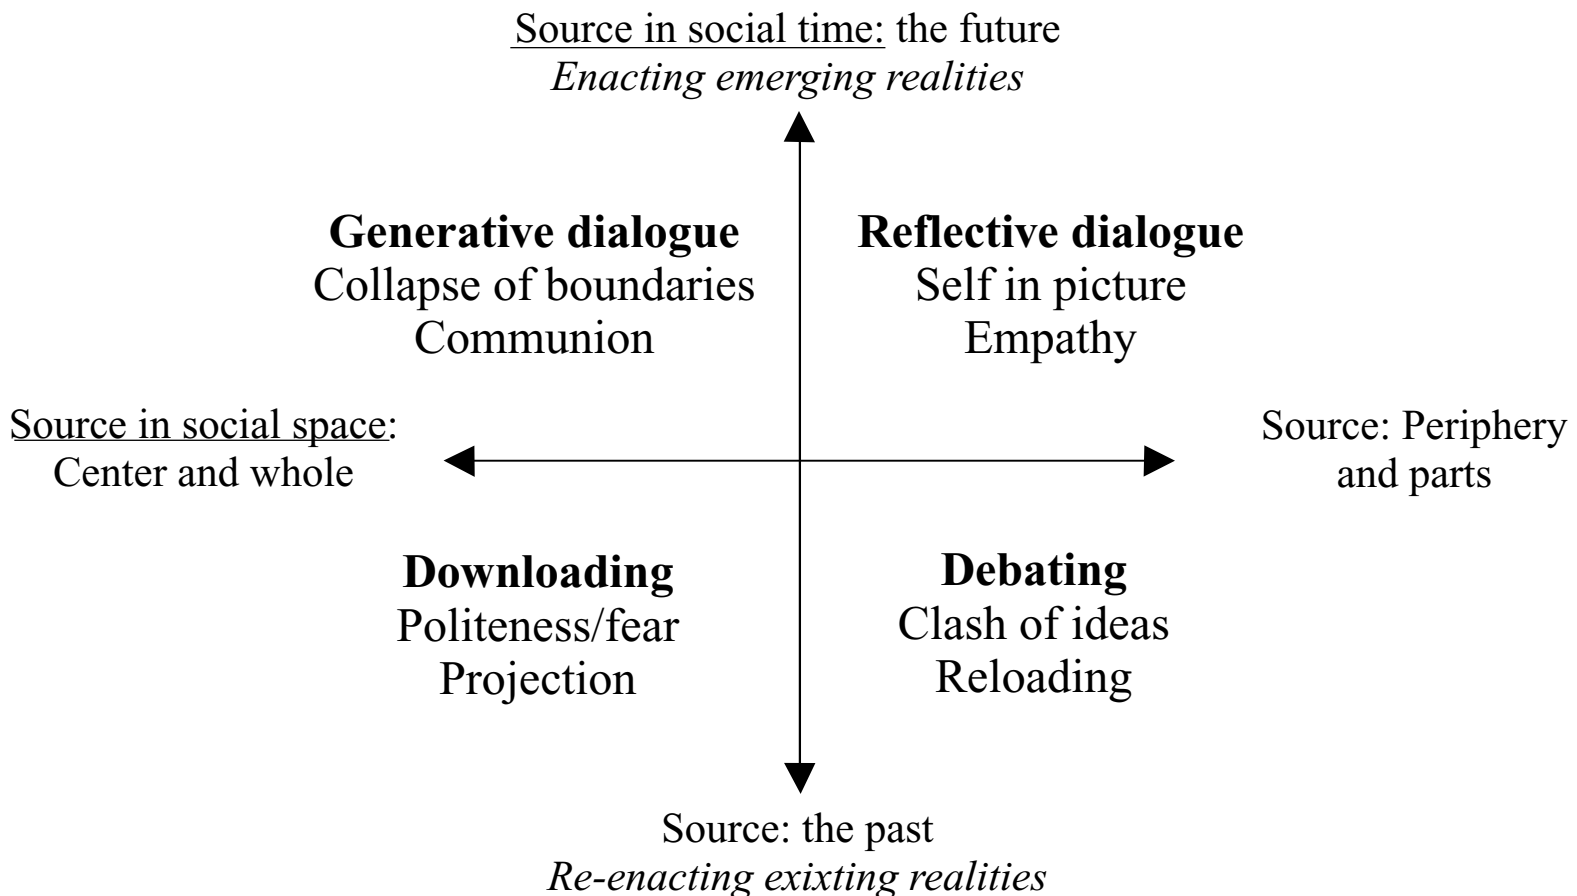 Source in social time: the future
Enacting emerging realities
Generative dialogue
Collapse of boundaries
Communion
Reflective dialogue
Self in picture
Empathy
Source in social space:
Center and whole
Source: Periphery
and parts
Downloading
Politeness/fear
Projection
Debating
Clash of ideas
Reloading
Source: the past
Re-enacting exixting realities